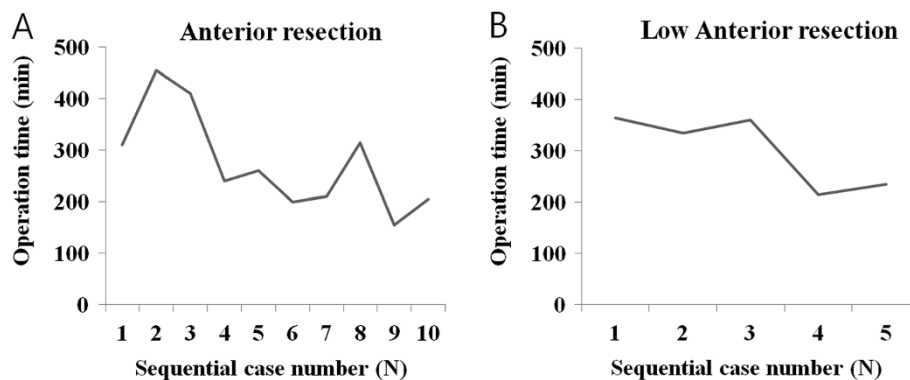 A
Anterior resection
Operation time (min)
500
400
300
200
100
0
1 2 3 4 5 6 7 8 9 10
Sequential case number (N)
B
Low Anterior resection
Operation time (min)
500
400
300
200
100
0
1 2 3 4 5
Sequential case number (N)